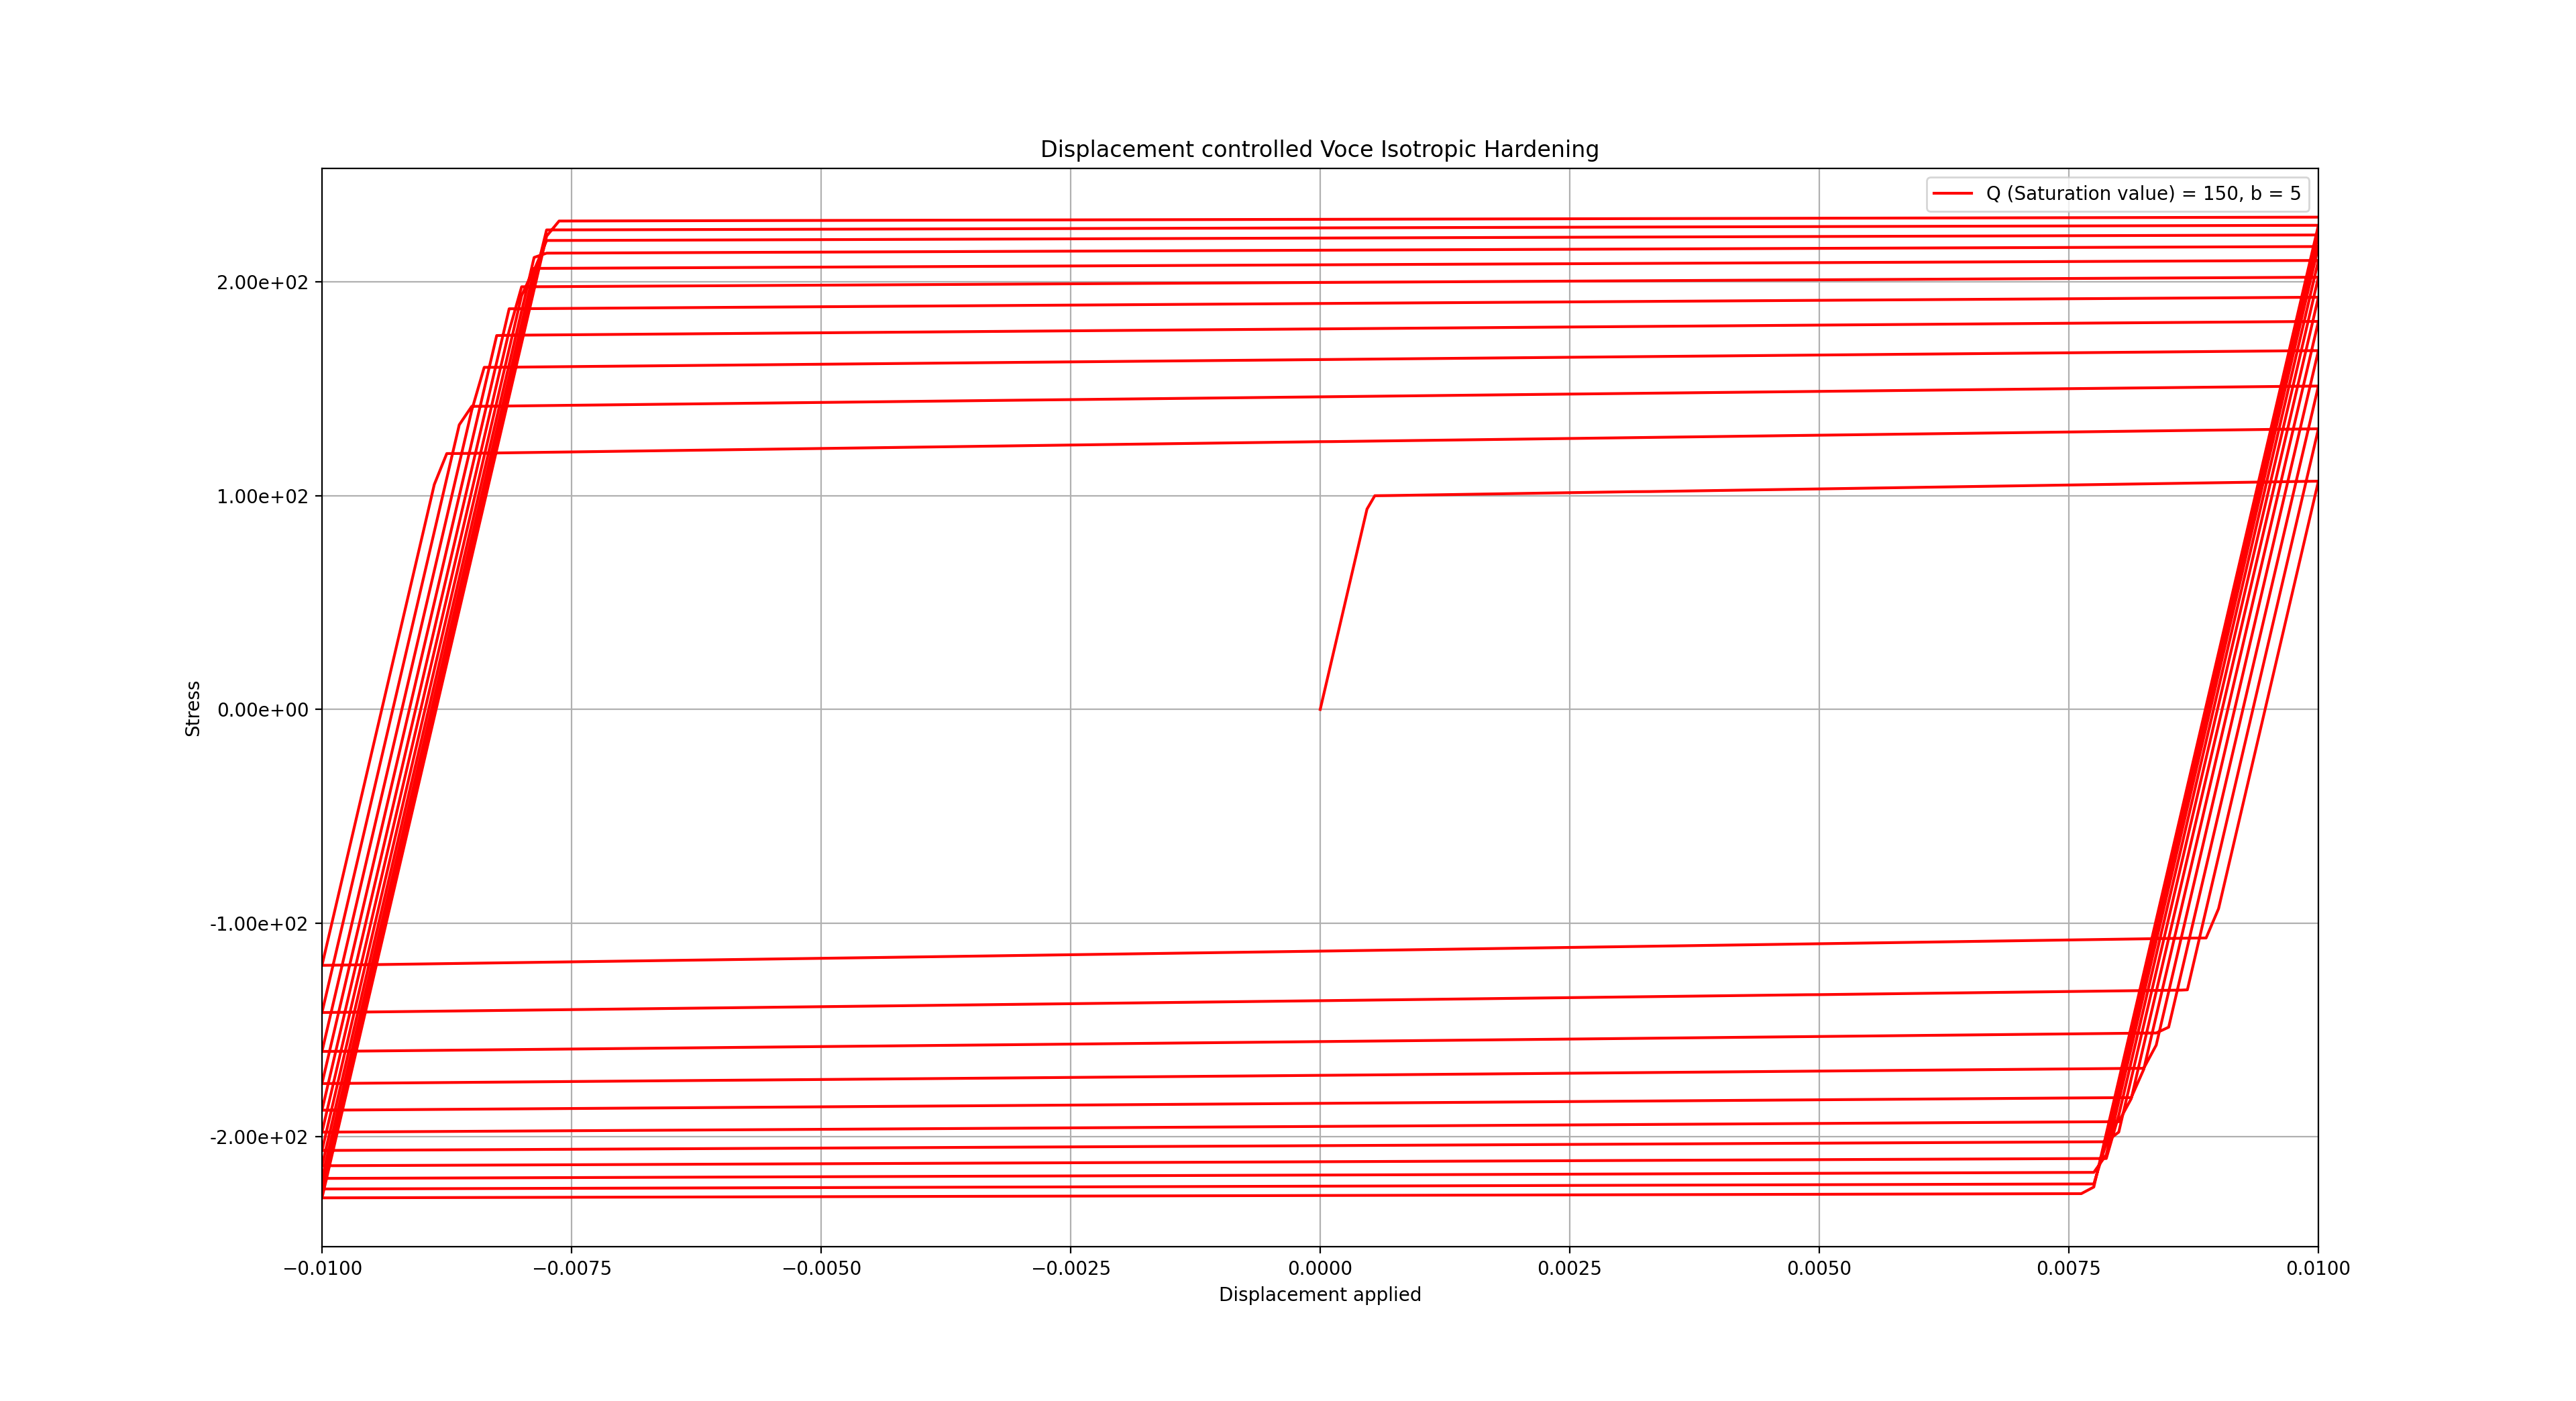 Displacement controlled Voce Isotropic Hardening
Q (Saturation value) = 150, b = 5
2.00e+02
1.00e+02
0.00e+00
-1.00e+02
-2.00e+02
Stress
−0.0100 −0.0075 −0.0050 −0.0025 0.0000 0.0025 0.0050 0.0075 0.0100
Displacement applied